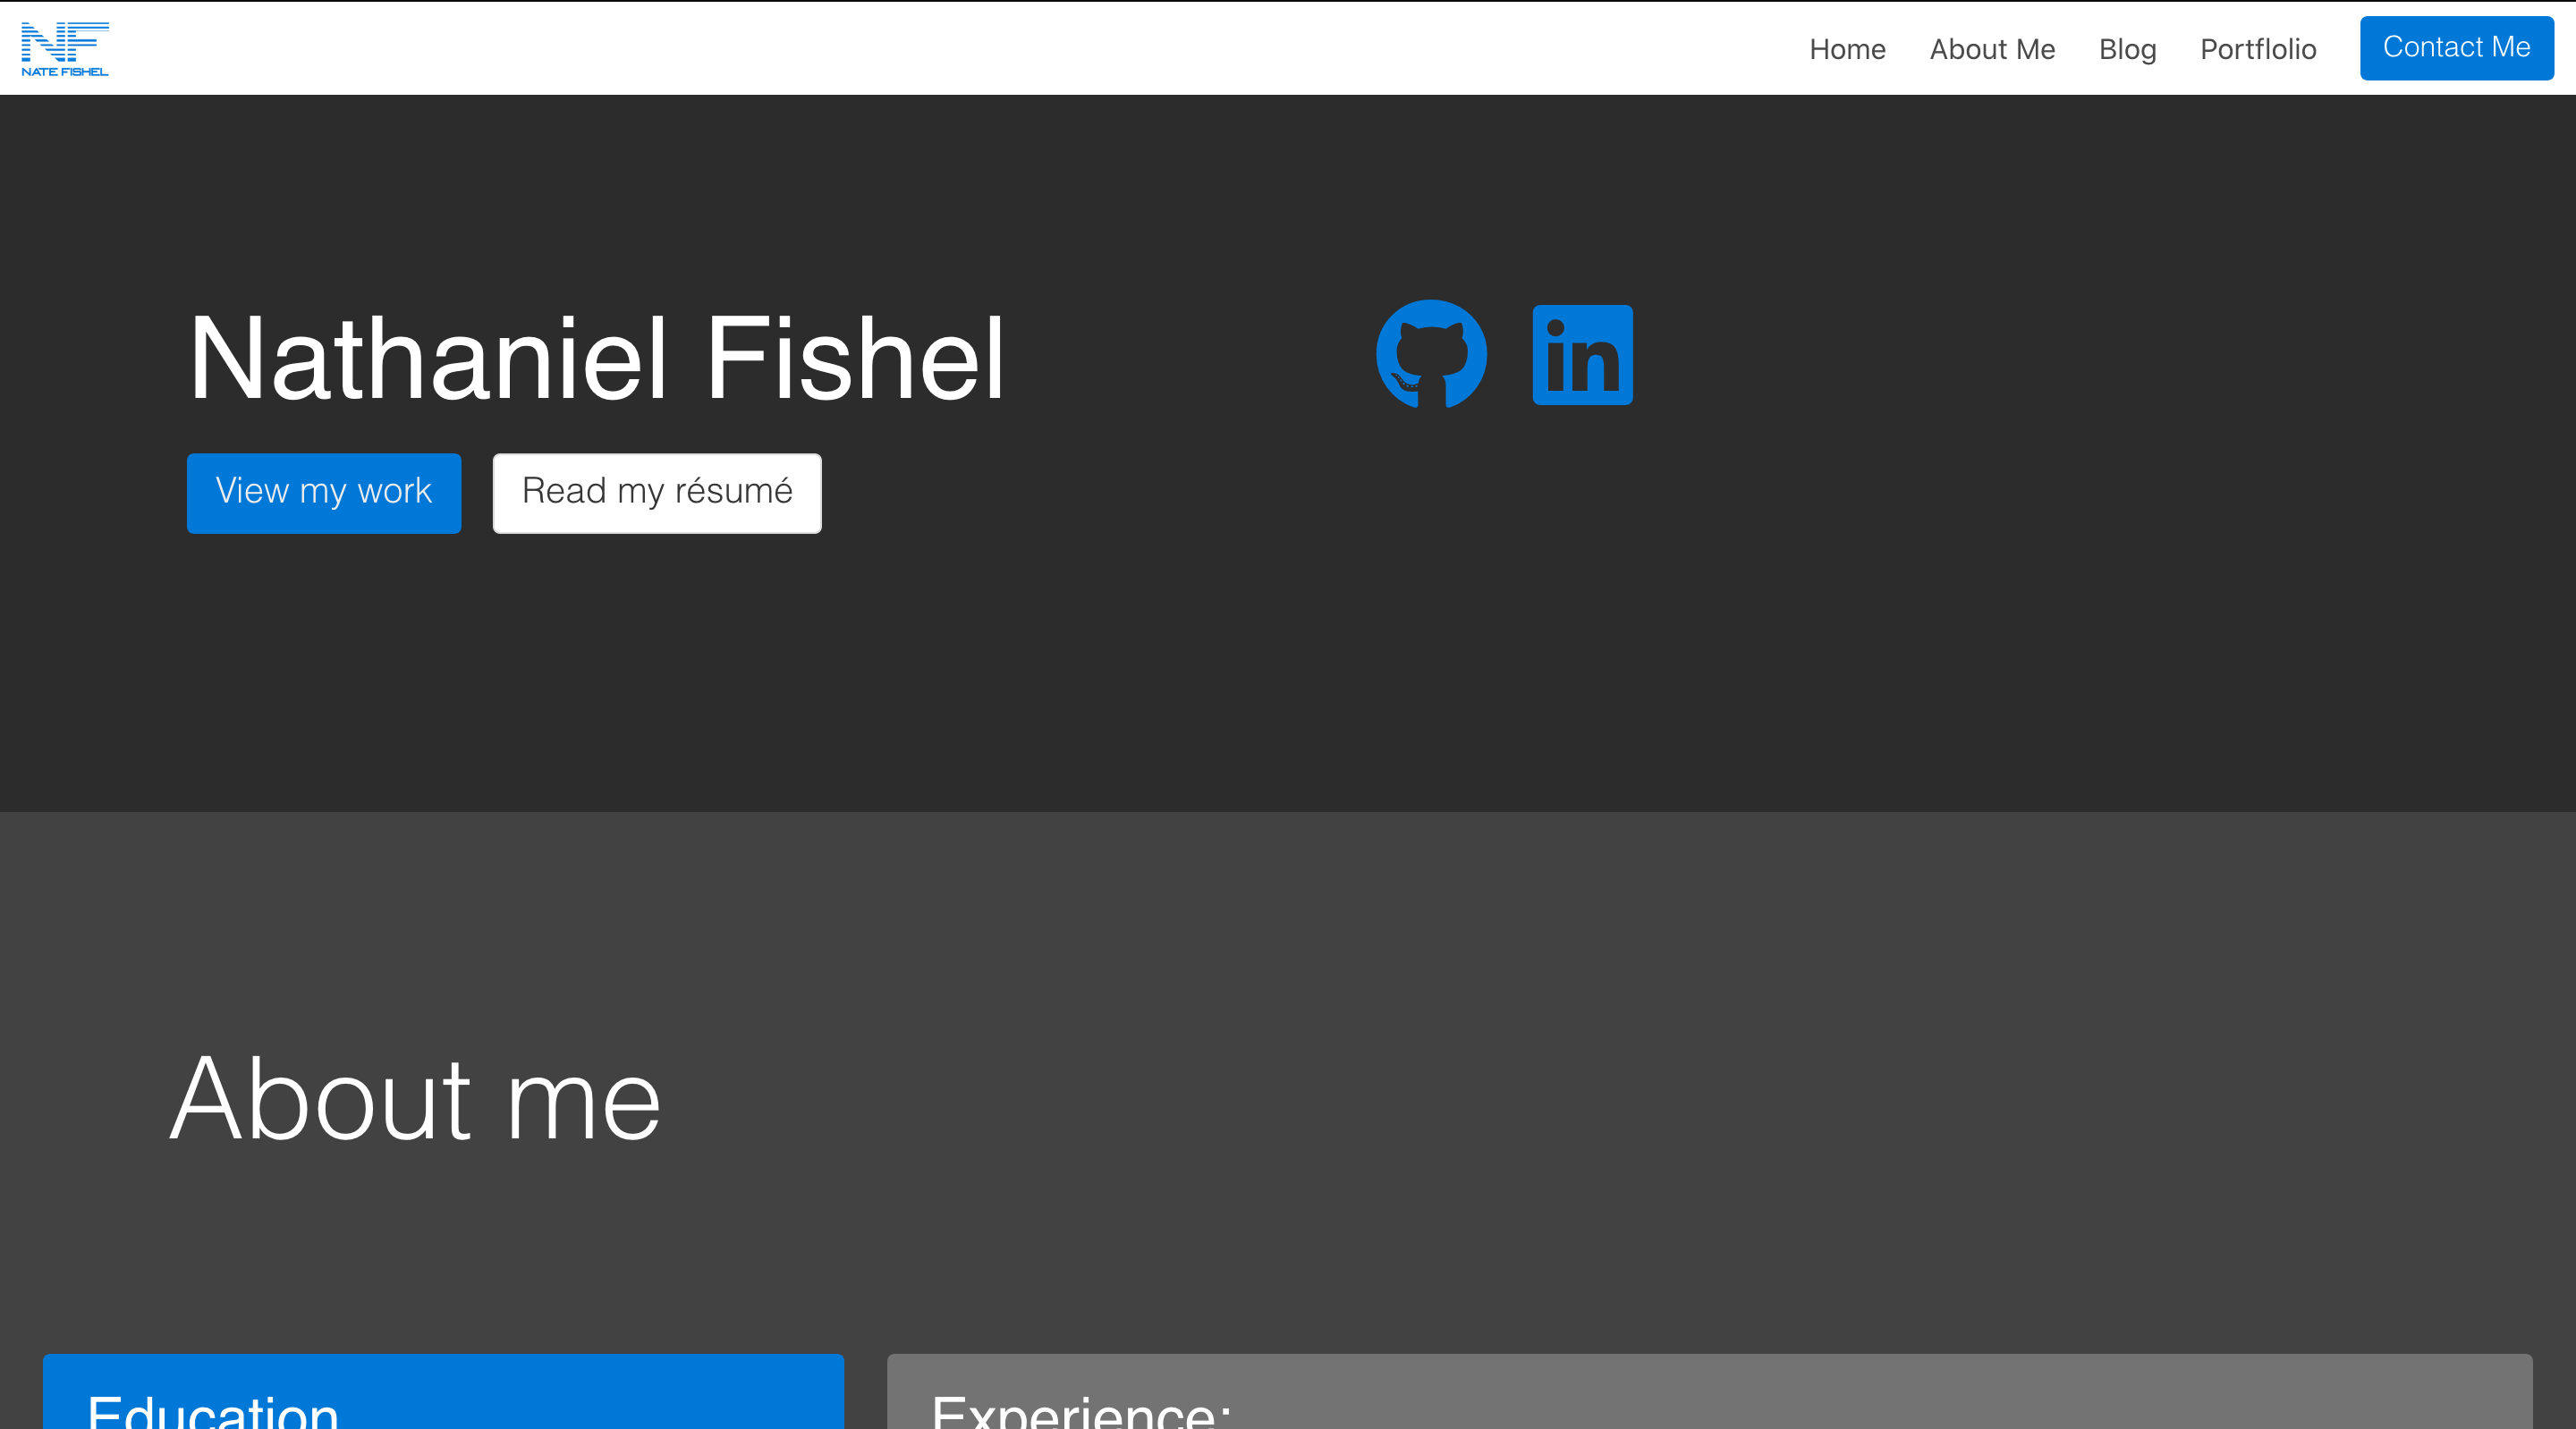 NF
NATE FISHEL
Home About Me Blog Portflolio Contact Me
Nathaniel Fishel
in
View my work Read my résumé
About me
Education
Experience: